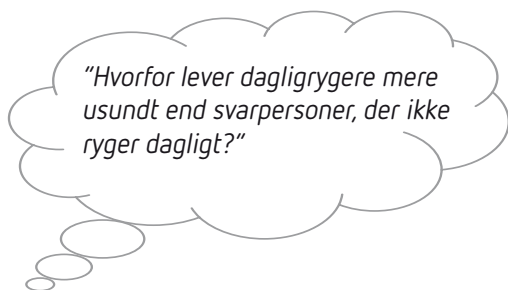 "Hvorfor lever dagligrygere mere
usundt end svarpersoner, der ikke
ryger dagligt?"